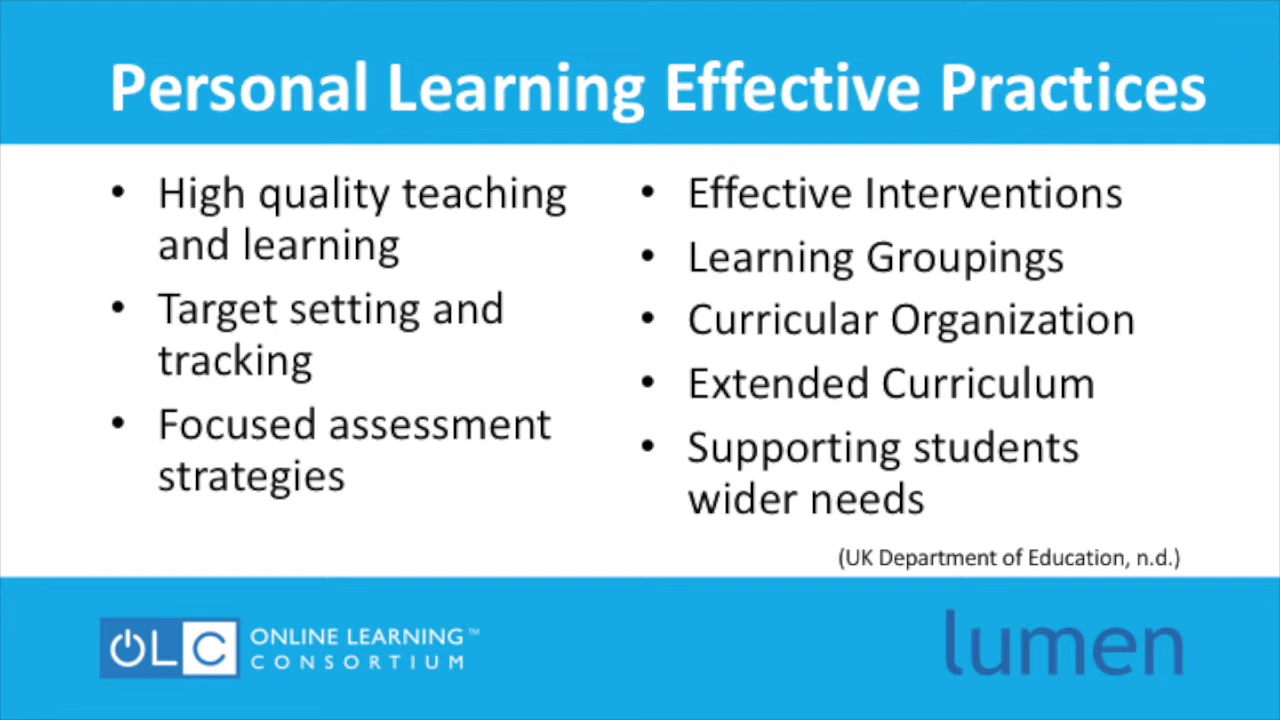 Personal Learning Effective Practices
• High quality teaching
and learning
• Target setting and
tracking
• Focused assessment
strategies
• Effective Interventions
• Learning Groupings
• Curricular Organization
• Extended Curriculum
• Supporting students
wider needs
(UK Department of Education, n.d.)
OLC ONLINE LEARNING™
CONSORTIUM
lumen